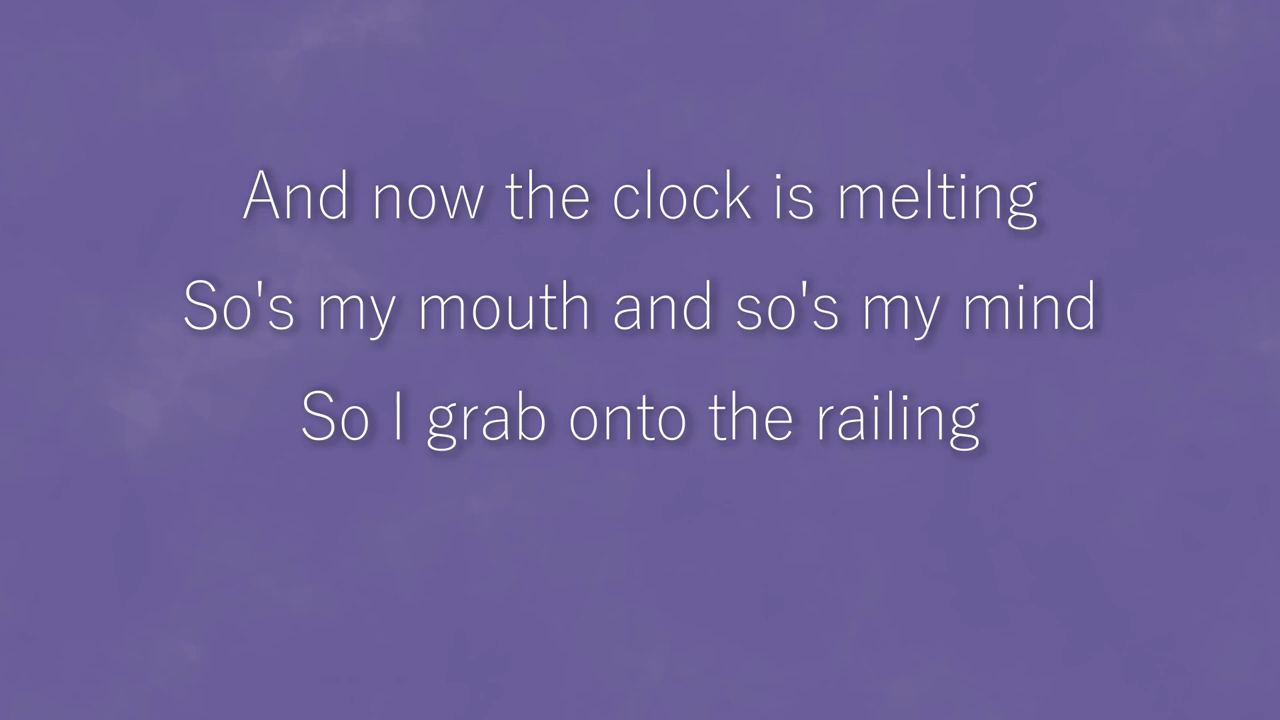 And now the clock is melting
So's my mouth and so's my mind
So I grab onto the railing